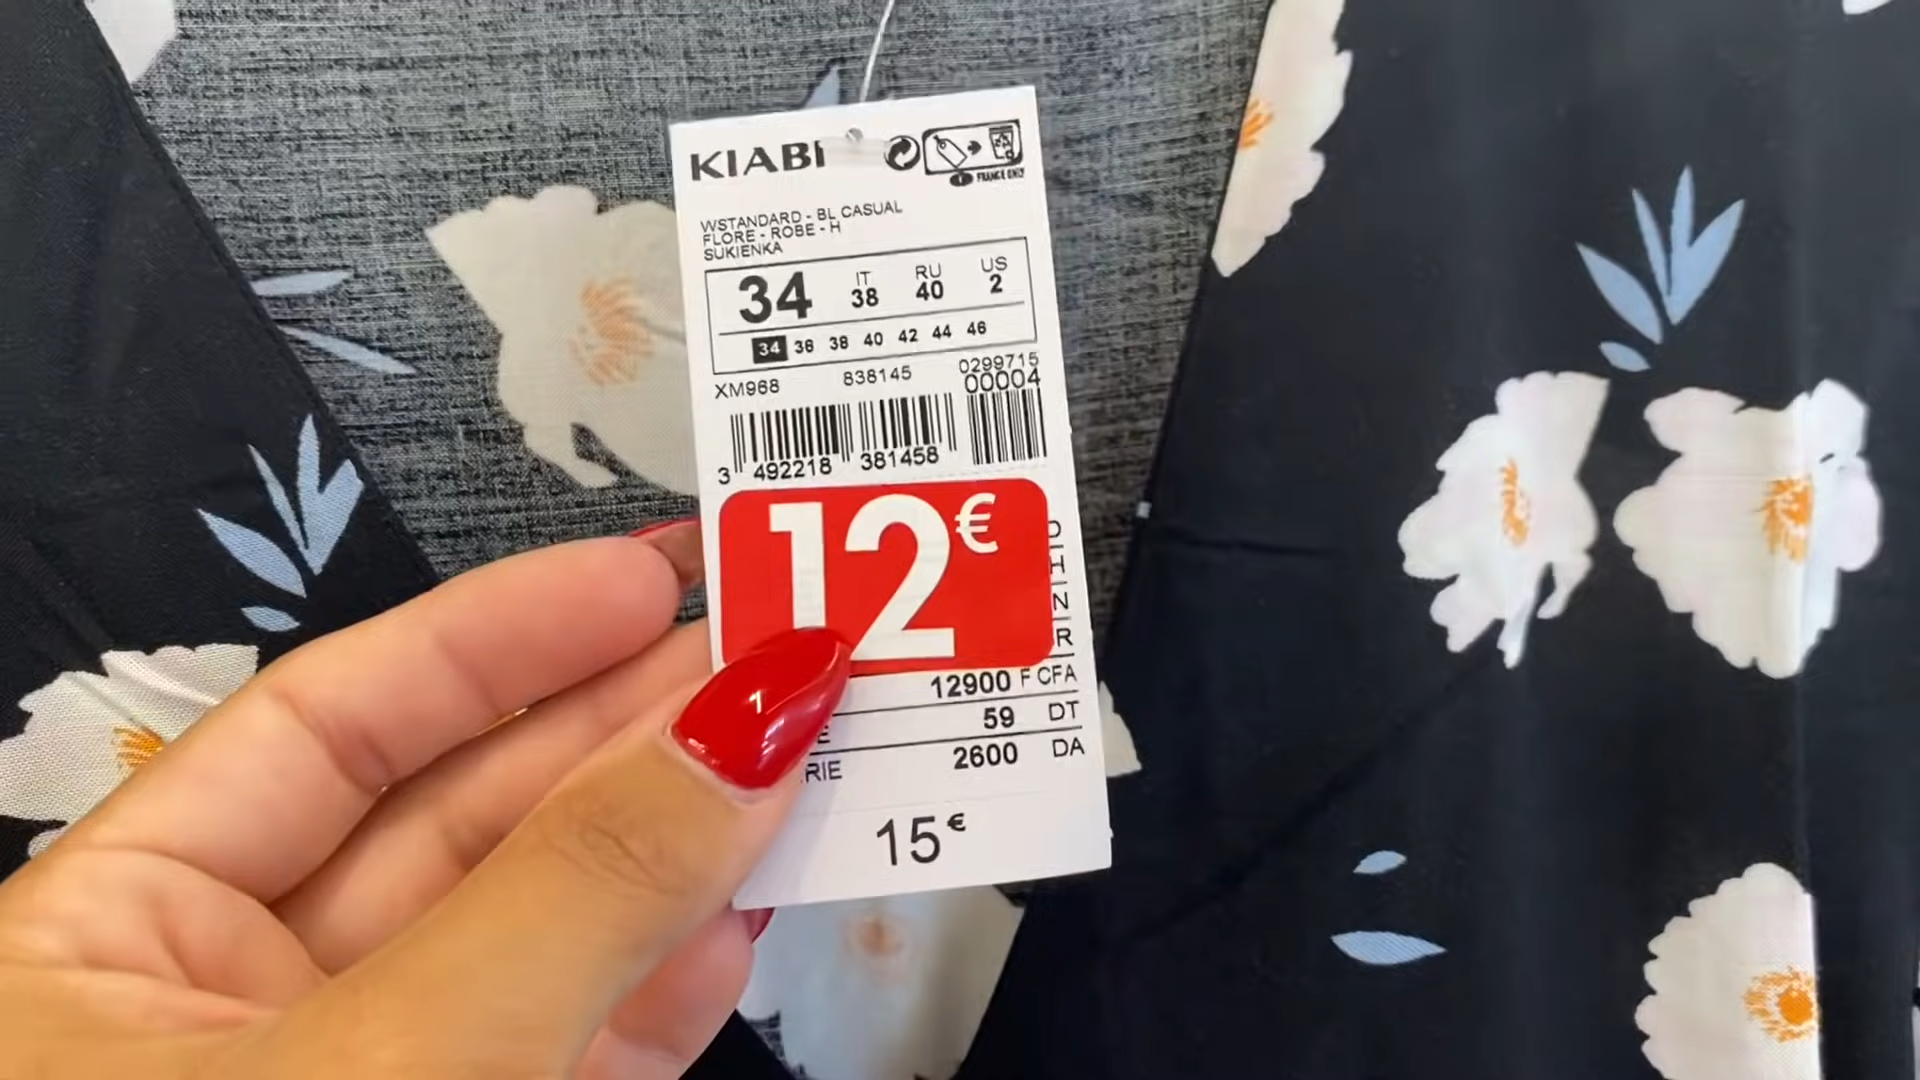 KIABI
FRANCE ONLY
WSTANDARD - BL CASUAL
FLORE - ROBE - H
SUKIENKA
34 IT 38 RU 40 US 2
34 36 38 40 42 44 46
XM968 838145 0299715
00004
3 492218 381458
12€
D
H
N
R
12900 F CFA
59 DT
RIE 2600 DA
15€